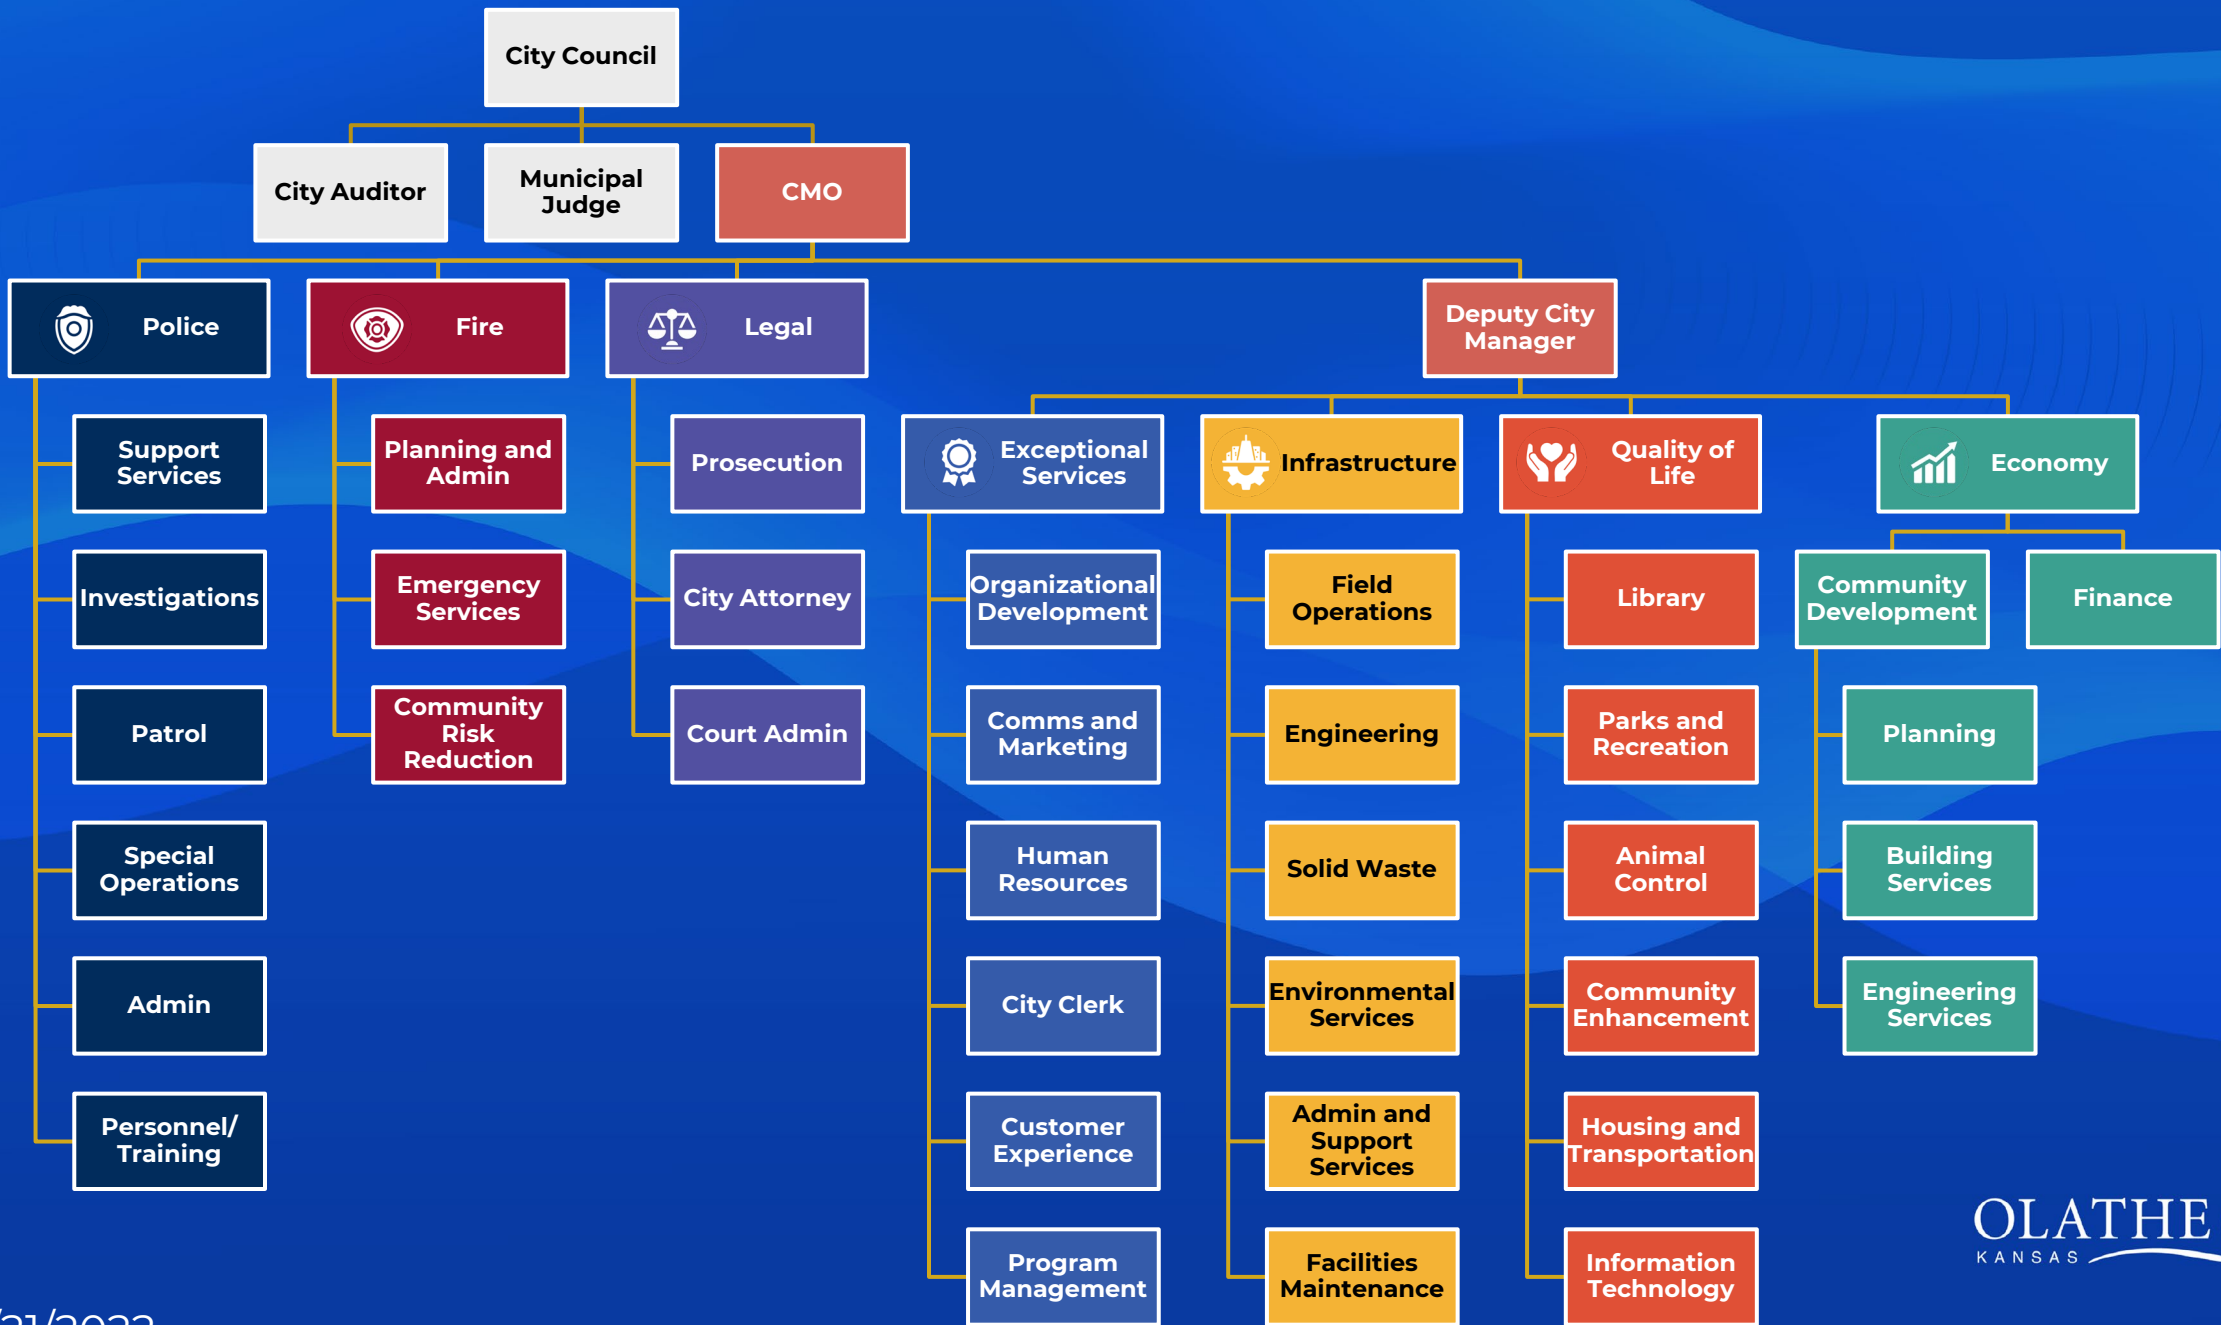 City Council
City Auditor
Municipal
Judge
CMO
Police
Fire
Legal
Deputy City
Manager
Support
Services
Investigations
Patrol
Special
Operations
Admin
Personnel/
Training
Planning and
Admin
Emergency
Services
Community
Risk
Reduction
Prosecution
City Attorney
Court Admin
Exceptional
Services
Organizational
Development
Comms and
Marketing
Human
Resources
City Clerk
Customer
Experience
Program
Management
Infrastructure
Field
Operations
Engineering
Solid Waste
Environmental
Services
Admin and
Support
Services
Facilities
Maintenance
Quality of
Life
Library
Parks and
Recreation
Animal
Control
Community
Enhancement
Housing and
Transportation
Information
Technology
Economy
Community
Development
Finance
Planning
Building
Services
Engineering
Services
OLATHE
KANSAS